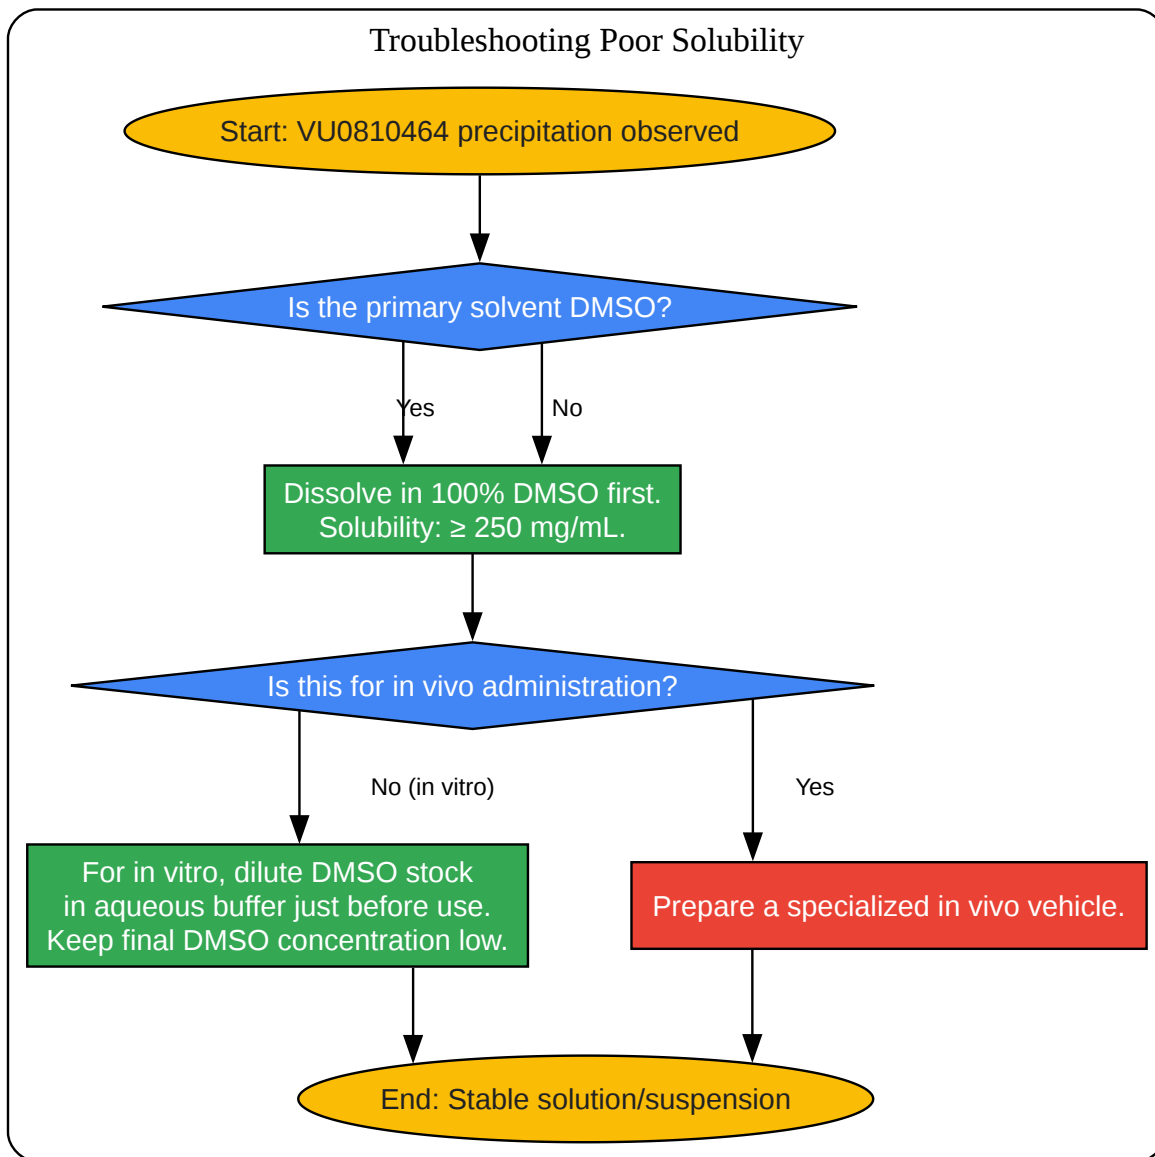 Troubleshooting Poor Solubility
Start: VU0810464 precipitation observed
Is the primary solvent DMSO?
Yes
No
Dissolve in 100% DMSO first.
Solubility: ≥ 250 mg/mL.
Is this for in vivo administration?
No (in vitro)
Yes
For in vitro, dilute DMSO stock
in aqueous buffer just before use.
Keep final DMSO concentration low.
Prepare a specialized in vivo vehicle.
End: Stable solution/suspension